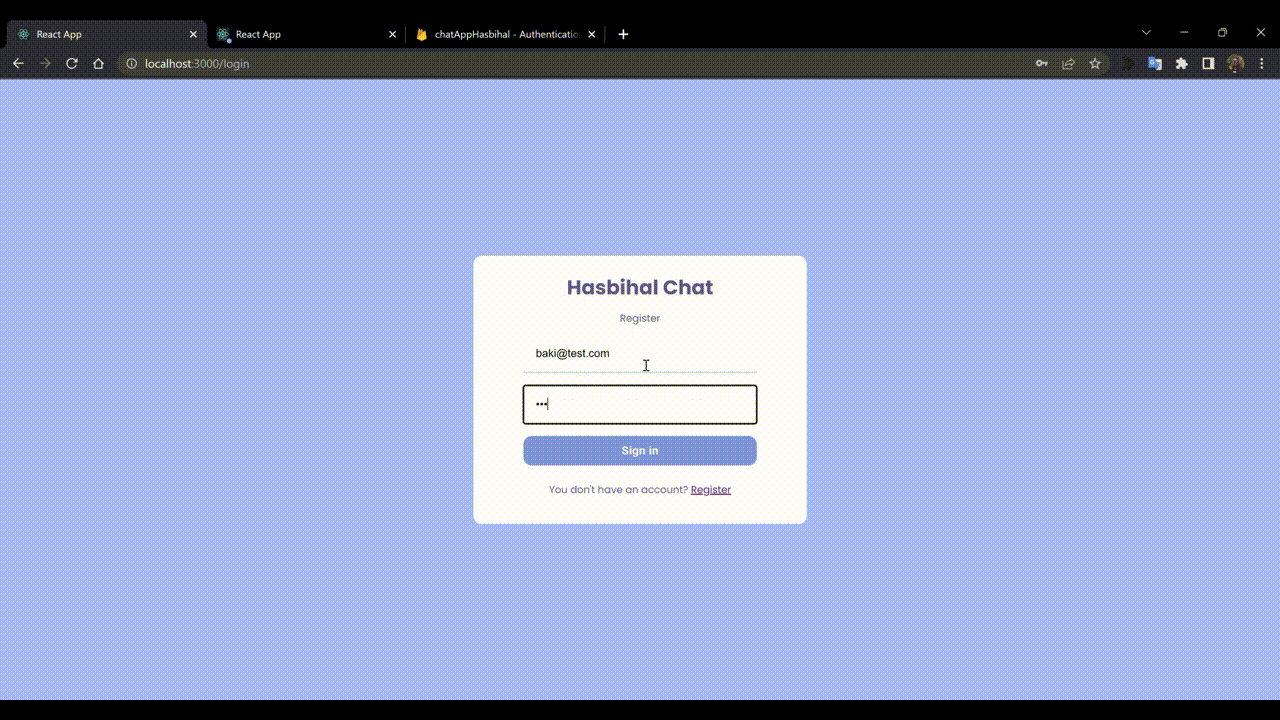 React App
React App
chatAppHasbihal - Authenticatio
localhost:3000/login
Hasbihal Chat
Register
baki@test.com
•••
Sign in
You don't have an account? Register